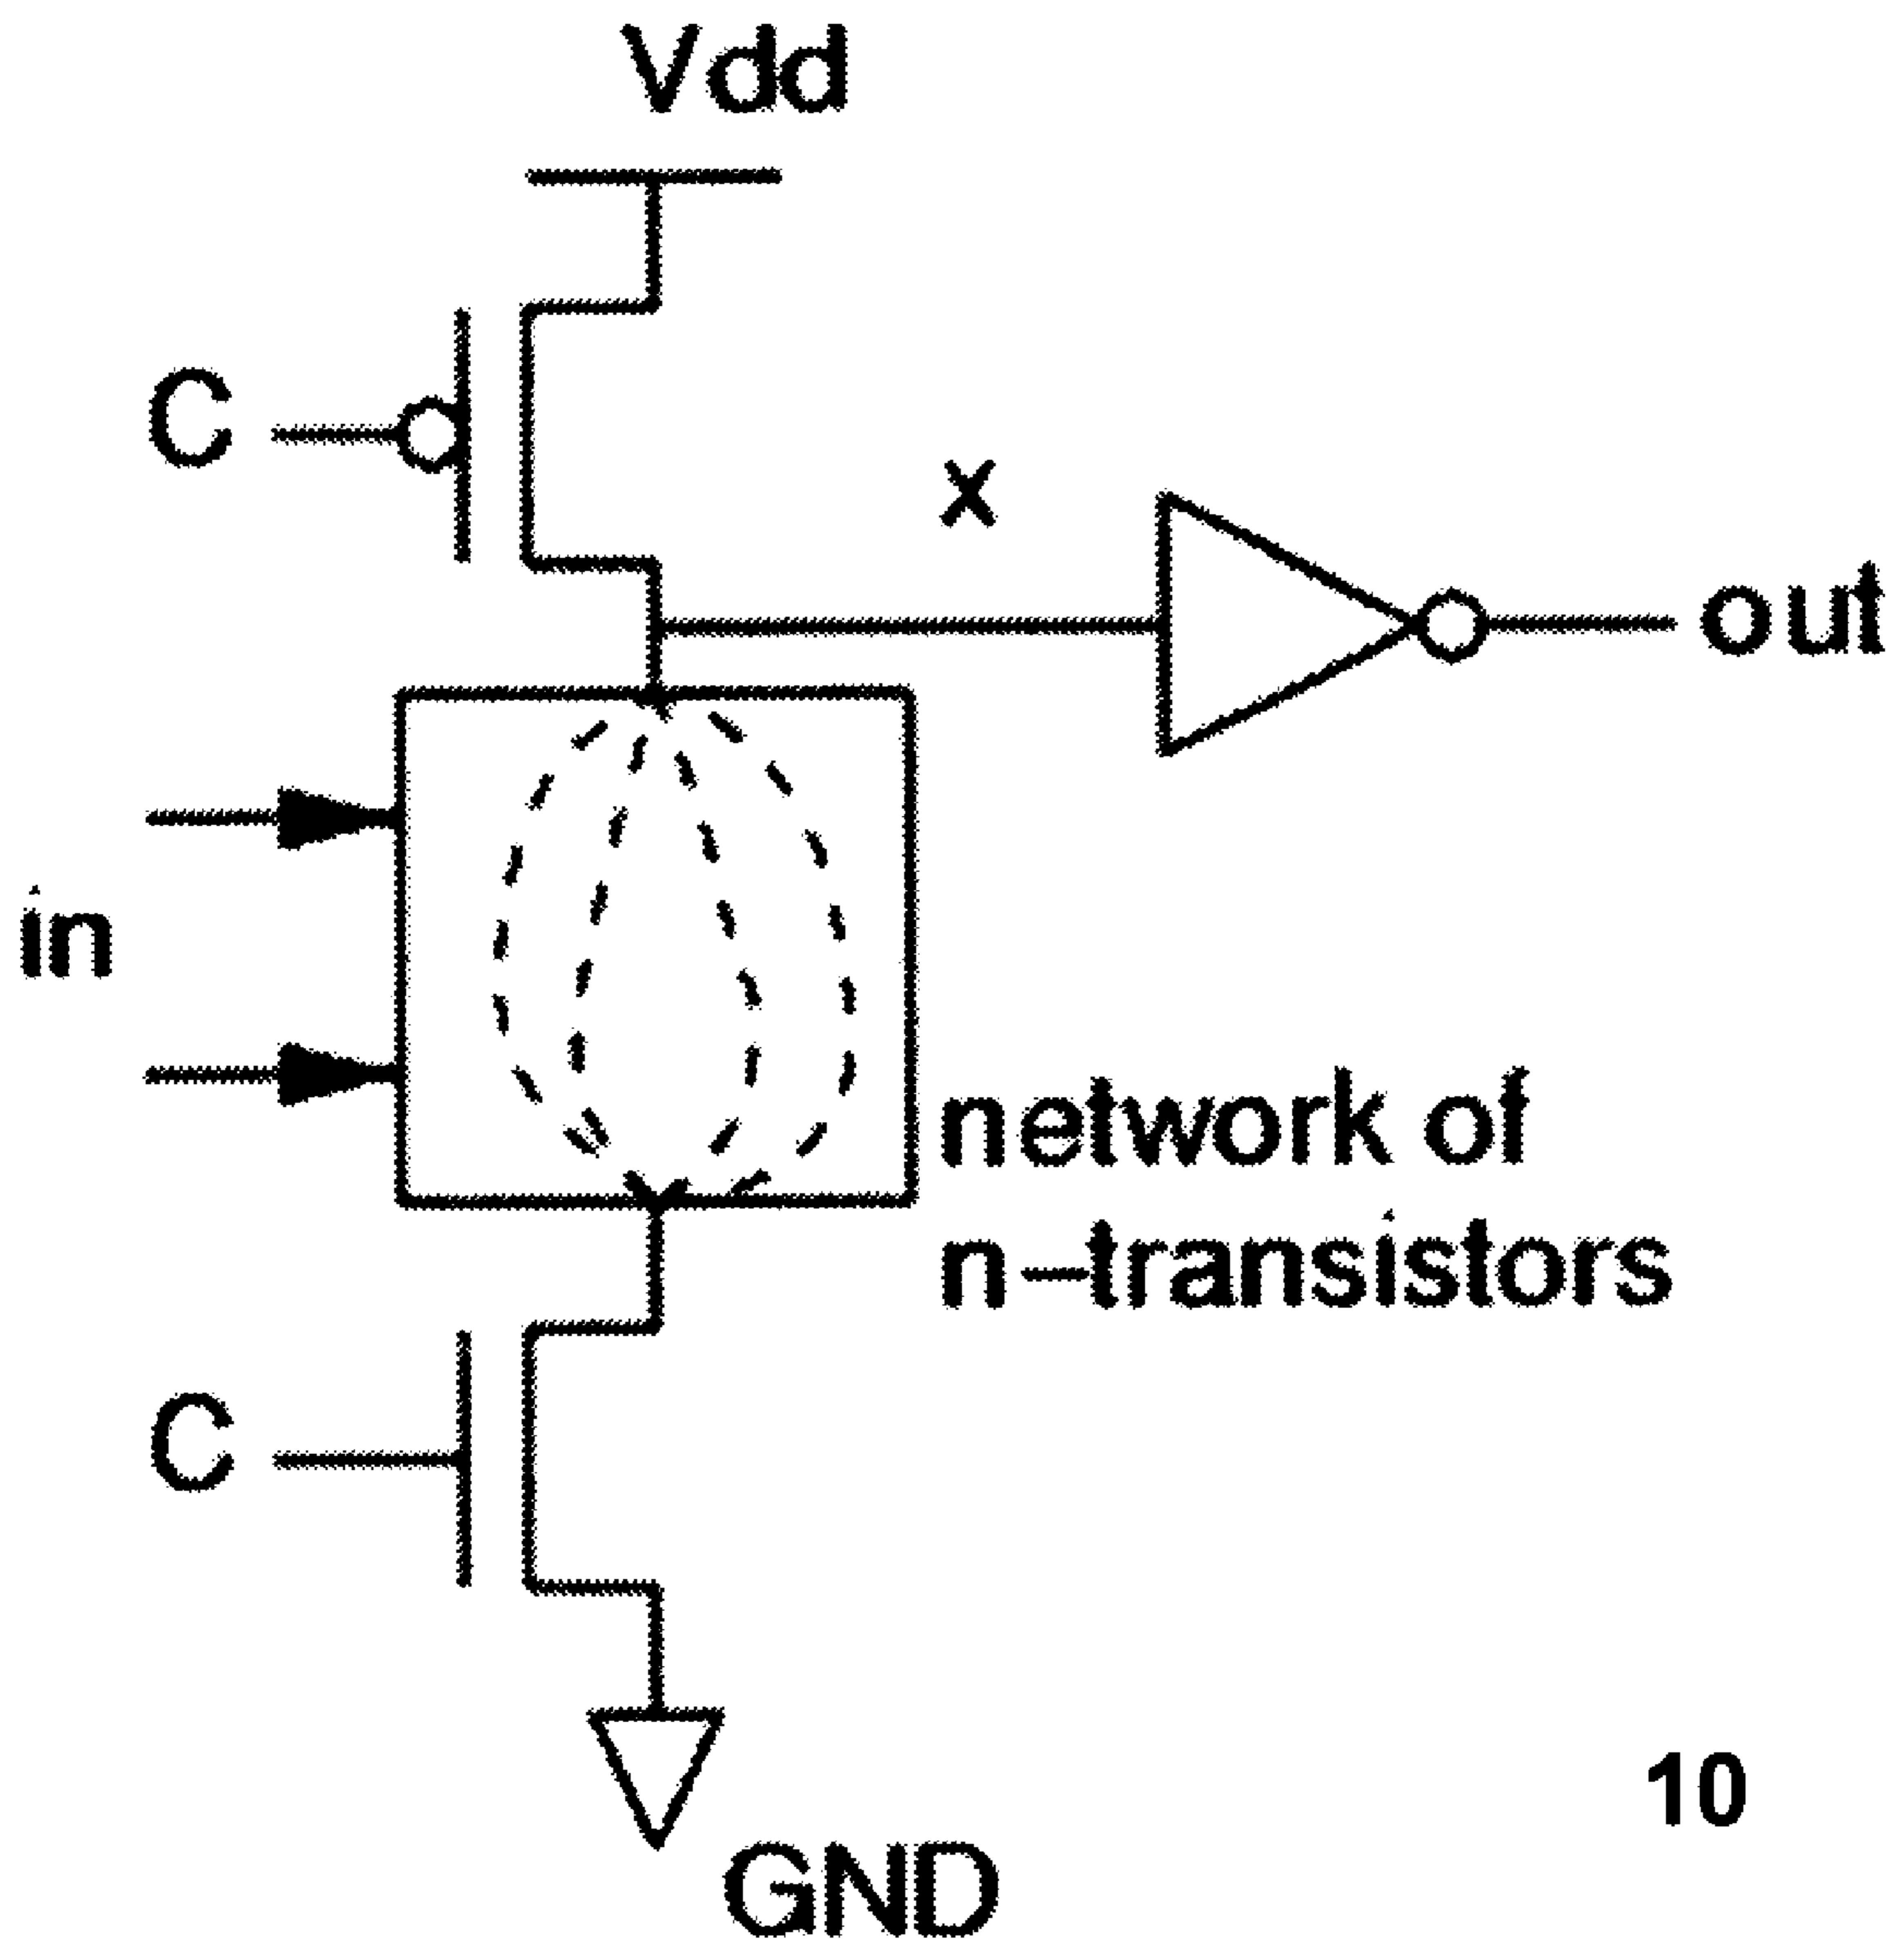 Vdd
C
x
out
in
network of
n-transistors
C
10
GND